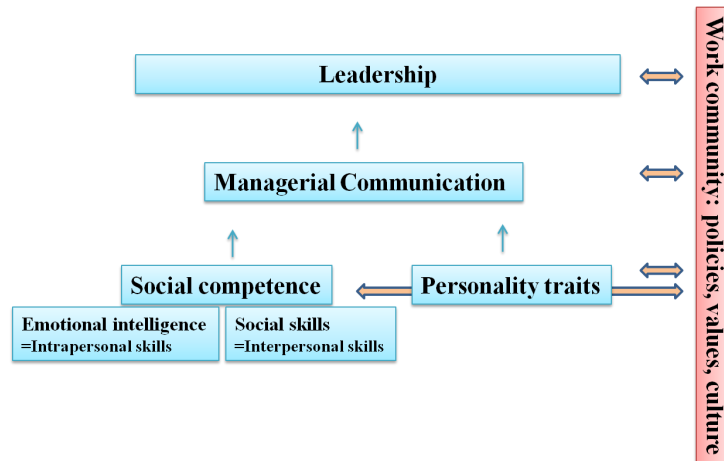 Leadership
Managerial Communication
Social competence
Personality traits
Emotional intelligence
=Intrapersonal skills
Social skills
=Interpersonal skills
Work community: policies, values, culture